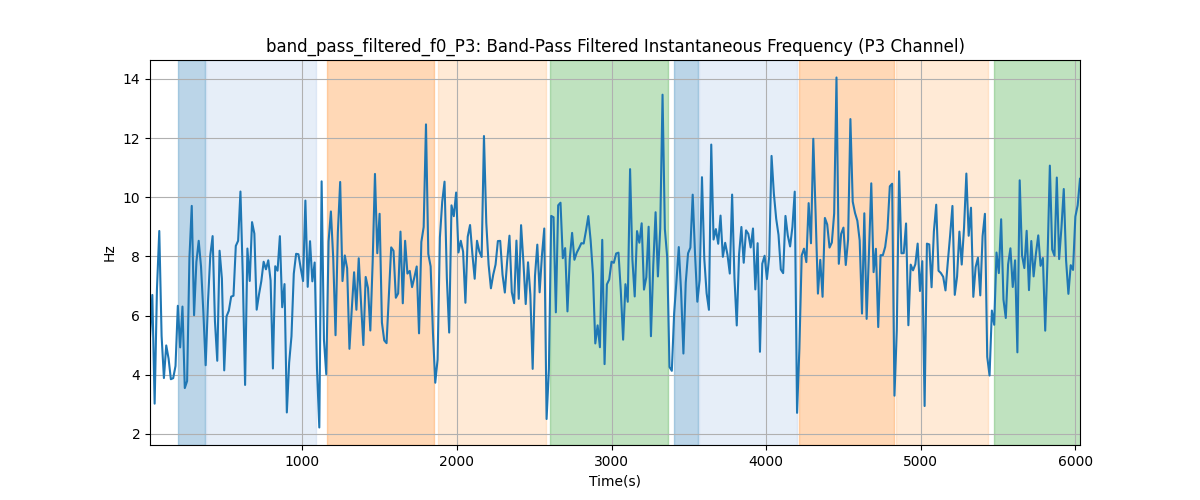 band_pass_filtered_f0_P3: Band-Pass Filtered Instantaneous Frequency (P3 Channel)
14
12
10
8
6
4
2
Hz
1000 2000 3000 4000 5000 6000
Time(s)